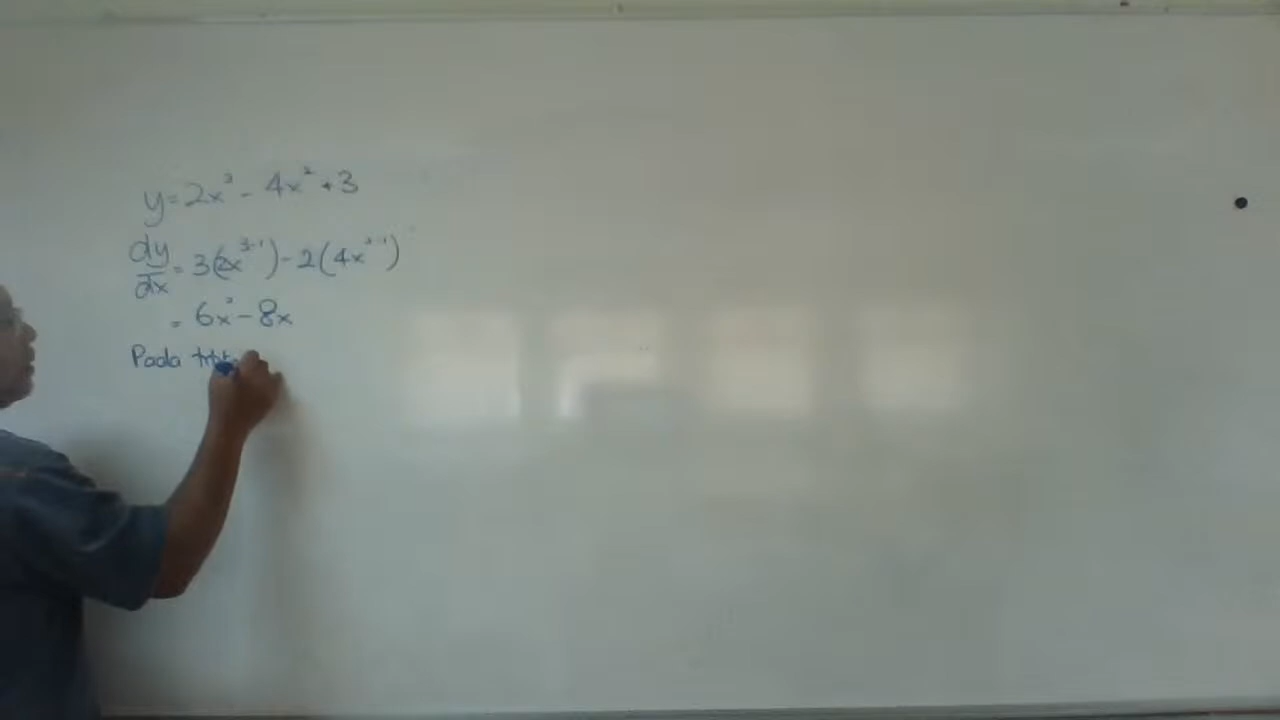 y = 2x³ - 4x² + 3
dy/dx = 3(2x³⁻¹) - 2(4x²⁻¹)
= 6x² - 8x
Pada